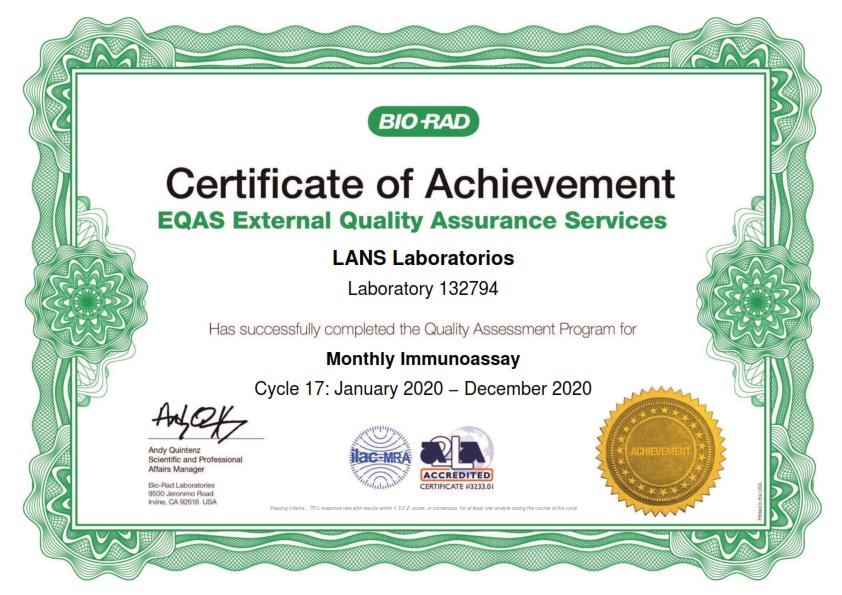 BIO-RAD
Certificate of Achievement
EQAS External Quality Assurance Services
LANS Laboratorios
Laboratory 132794
Has successfully completed the Quality Assessment Program for
Monthly Immunoassay
Cycle 17: January 2020 – December 2020
Andy Quintenz
Scientific and Professional
Affairs Manager
Bio-Rad Laboratories
9500 Jeronimo Road
Irvine, CA 92618 USA
ilac-MRA
A2LA
ACCREDITED
CERTIFICATE #3233.01
ACHIEVEMENT
Passing criteria: 75% response rate with results within ± 3.0 Z-score, or consensus, for at least one analyte during the course of the cycle
Printed in the USA